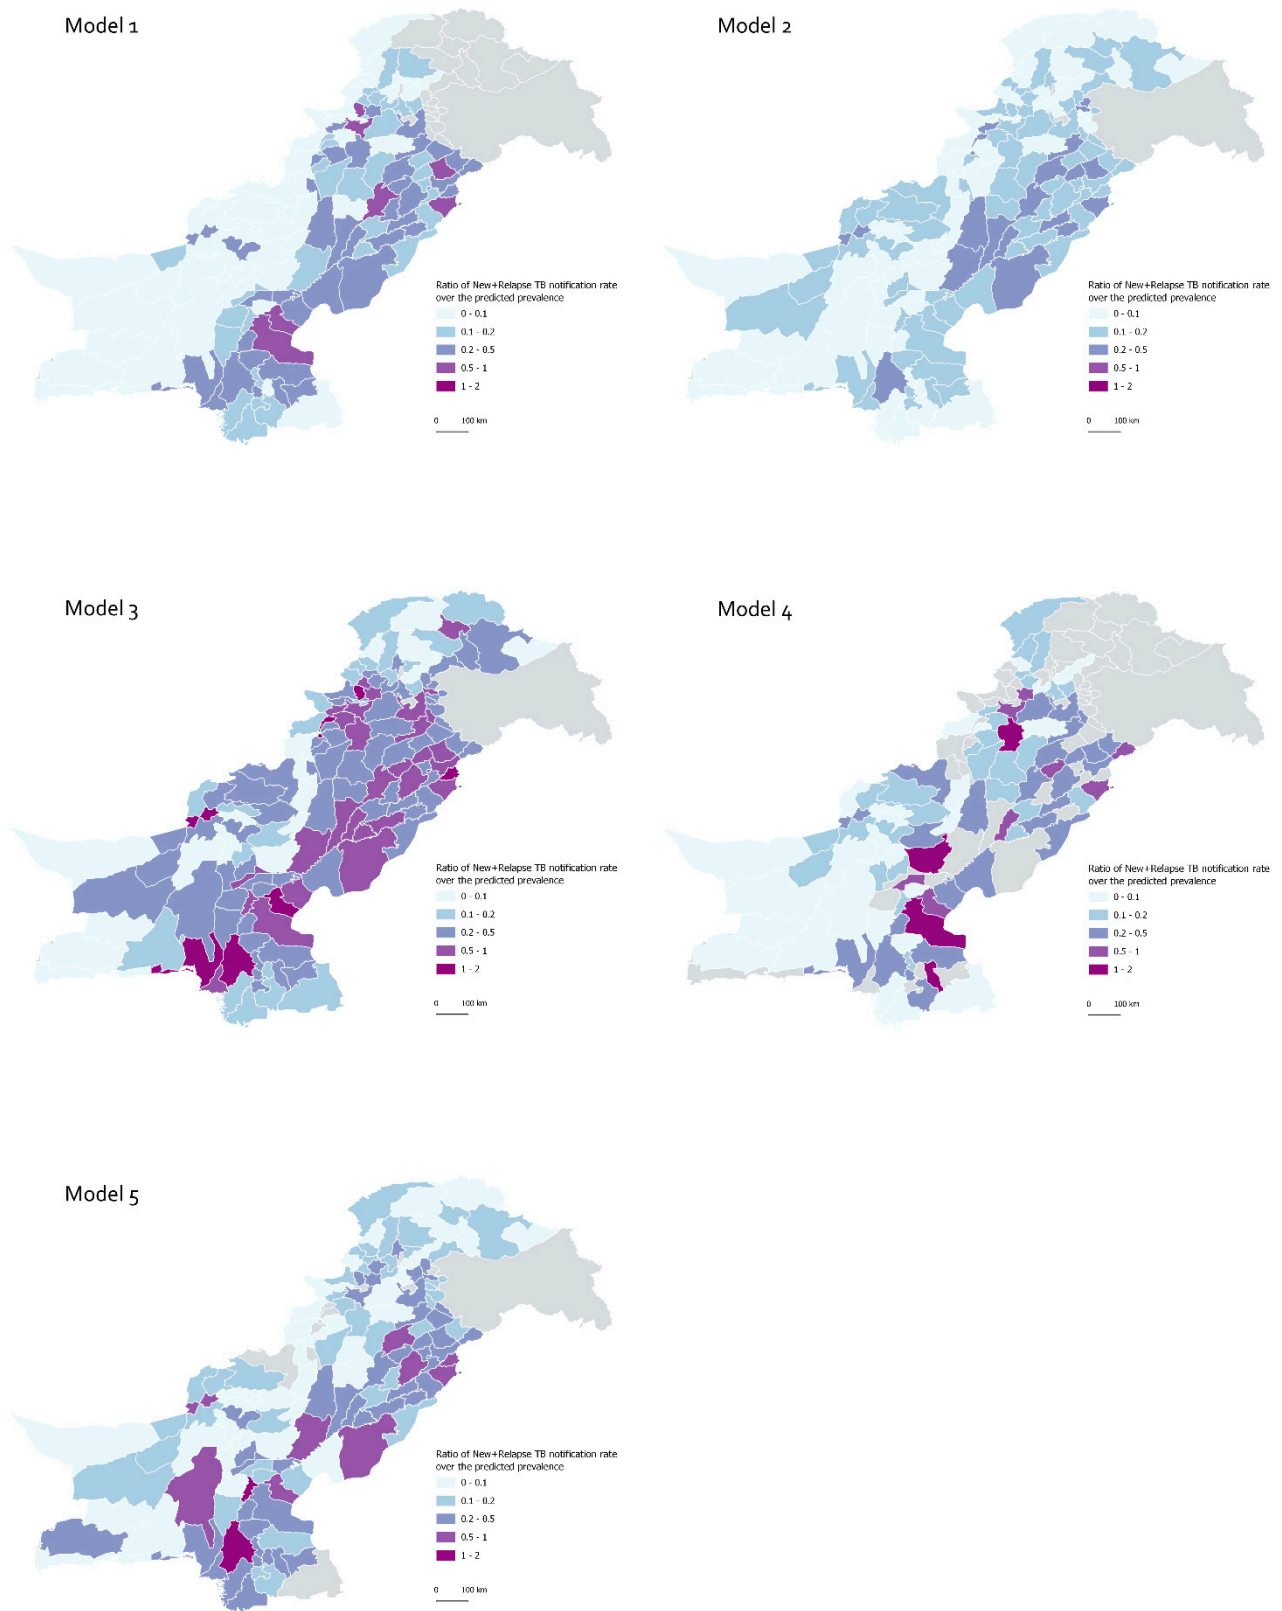 Model 1
Ratio of New+Relapse TB notification rate
over the predicted prevalence
0 - 0.1
0.1 - 0.2
0.2 - 0.5
0.5 - 1
1 - 2
0 100 km
Model 2
Ratio of New+Relapse TB notification rate
over the predicted prevalence
0 - 0.1
0.1 - 0.2
0.2 - 0.5
0.5 - 1
1 - 2
0 100 km
Model 3
Ratio of New+Relapse TB notification rate
over the predicted prevalence
0 - 0.1
0.1 - 0.2
0.2 - 0.5
0.5 - 1
1 - 2
0 100 km
Model 4
Ratio of New+Relapse TB notification rate
over the predicted prevalence
0 - 0.1
0.1 - 0.2
0.2 - 0.5
0.5 - 1
1 - 2
0 100 km
Model 5
Ratio of New+Relapse TB notification rate
over the predicted prevalence
0 - 0.1
0.1 - 0.2
0.2 - 0.5
0.5 - 1
1 - 2
0 100 km